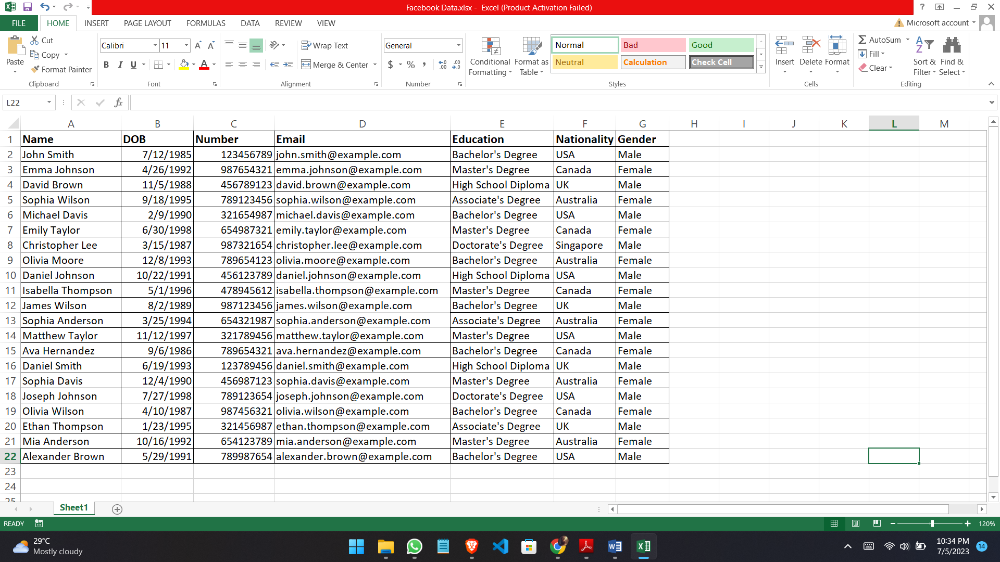 Facebook Data.xlsx - Excel (Product Activation Failed)
FILE HOME INSERT PAGE LAYOUT FORMULAS DATA REVIEW VIEW Microsoft account
Paste Cut Copy Format Painter
Clipboard
Calibri 11
B I U A
Font
Wrap Text
Merge & Center
Alignment
General
$ % ,
Number
Conditional Formatting
Format as Table
Normal Bad Good
Neutral Calculation Check Cell
Styles
Insert Delete Format
Cells
AutoSum
Fill
Clear
Sort & Filter
Find & Select
Editing
L22 fx
A B C D E F G H I J K L M
1 Name DOB Number Email Education Nationality Gender
2 John Smith 7/12/1985 123456789 john.smith@example.com Bachelor's Degree USA Male
3 Emma Johnson 4/26/1992 987654321 emma.johnson@example.com Master's Degree Canada Female
4 David Brown 11/5/1988 456789123 david.brown@example.com High School Diploma UK Male
5 Sophia Wilson 9/18/1995 789123456 sophia.wilson@example.com Associate's Degree Australia Female
6 Michael Davis 2/9/1990 321654987 michael.davis@example.com Bachelor's Degree USA Male
7 Emily Taylor 6/30/1998 654987321 emily.taylor@example.com Master's Degree Canada Female
8 Christopher Lee 3/15/1987 987321654 christopher.lee@example.com Doctorate's Degree Singapore Male
9 Olivia Moore 12/8/1993 789654123 olivia.moore@example.com Bachelor's Degree Australia Female
10 Daniel Johnson 10/22/1991 456123789 daniel.johnson@example.com High School Diploma USA Male
11 Isabella Thompson 5/1/1996 478945612 isabella.thompson@example.com Master's Degree Canada Female
12 James Wilson 8/2/1989 987123456 james.wilson@example.com Bachelor's Degree UK Male
13 Sophia Anderson 3/25/1994 654321987 sophia.anderson@example.com Associate's Degree Australia Female
14 Matthew Taylor 11/12/1997 321789456 matthew.taylor@example.com Master's Degree USA Male
15 Ava Hernandez 9/6/1986 789654321 ava.hernandez@example.com Bachelor's Degree Canada Female
16 Daniel Smith 6/19/1993 123789456 daniel.smith@example.com High School Diploma UK Male
17 Sophia Davis 12/4/1990 456987123 sophia.davis@example.com Master's Degree Australia Female
18 Joseph Johnson 7/27/1998 789123654 joseph.johnson@example.com Doctorate's Degree USA Male
19 Olivia Wilson 4/10/1987 987456321 olivia.wilson@example.com Bachelor's Degree Canada Female
20 Ethan Thompson 1/23/1995 321456987 ethan.thompson@example.com Associate's Degree UK Male
21 Mia Anderson 10/16/1992 654123789 mia.anderson@example.com Master's Degree Australia Female
22 Alexander Brown 5/29/1991 789987654 alexander.brown@example.com Bachelor's Degree USA Male
23
24
25
Sheet1
READY 120%
29°C
Mostly cloudy
10:34 PM
7/5/2023
14